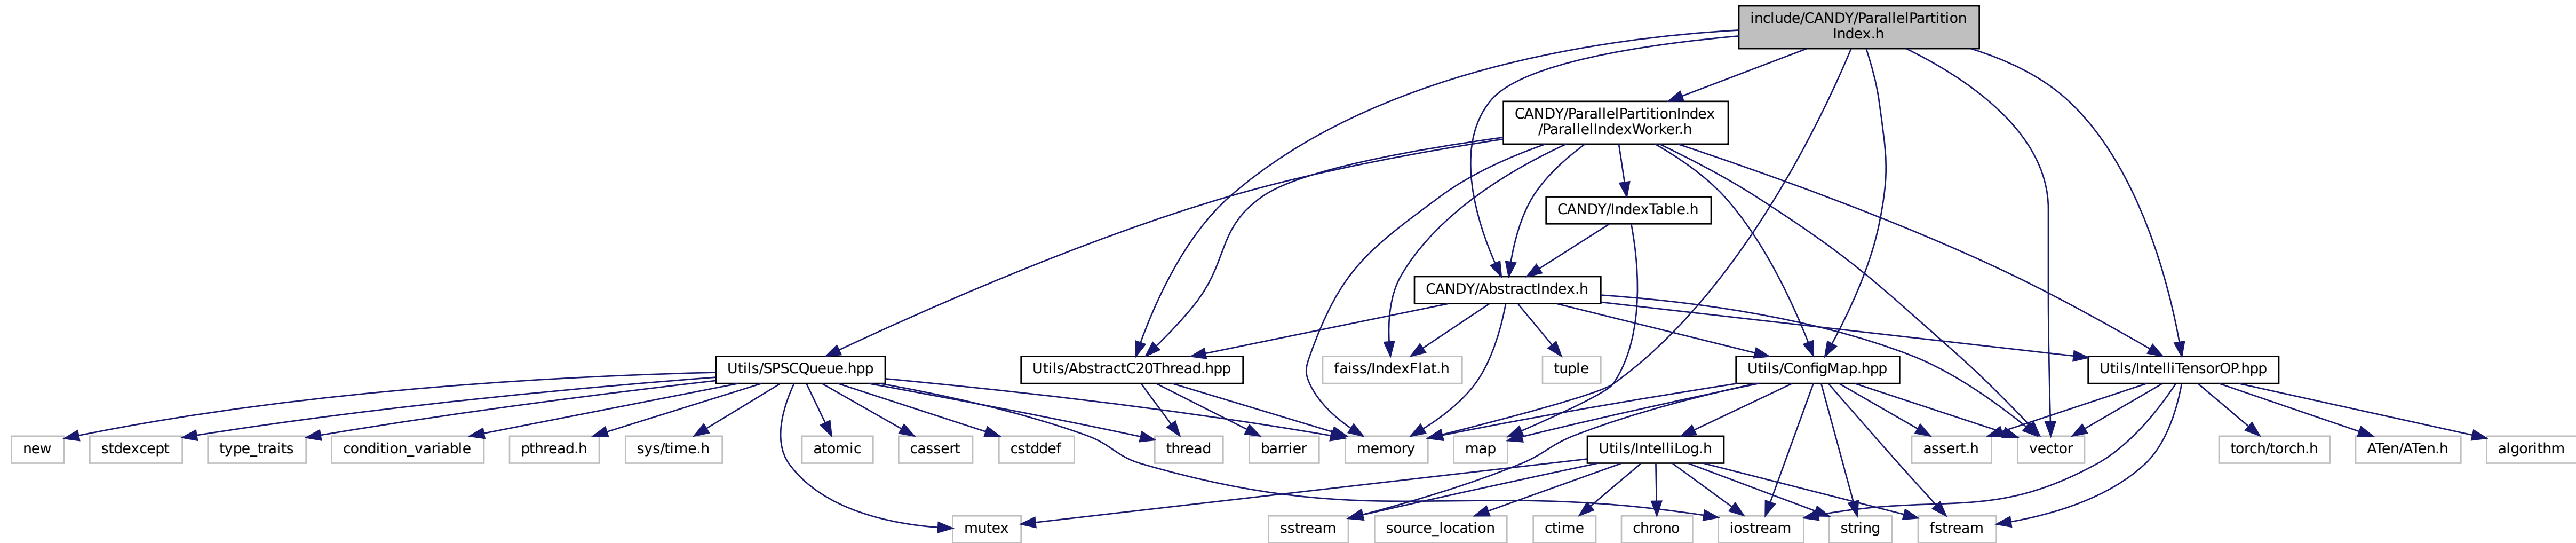 include/CANDY/ParallelPartition
Index.h
CANDY/ParallelPartitionIndex
/ParallelIndexWorker.h
CANDY/IndexTable.h
CANDY/AbstractIndex.h
Utils/SPSCQueue.hpp
Utils/AbstractC20Thread.hpp
faiss/IndexFlat.h
tuple
Utils/ConfigMap.hpp
Utils/IntelliTensorOP.hpp
new
stdexcept
type_traits
condition_variable
pthread.h
sys/time.h
atomic
cassert
cstddef
thread
barrier
memory
map
Utils/IntelliLog.h
assert.h
vector
torch/torch.h
ATen/ATen.h
algorithm
mutex
sstream
source_location
ctime
chrono
iostream
string
fstream